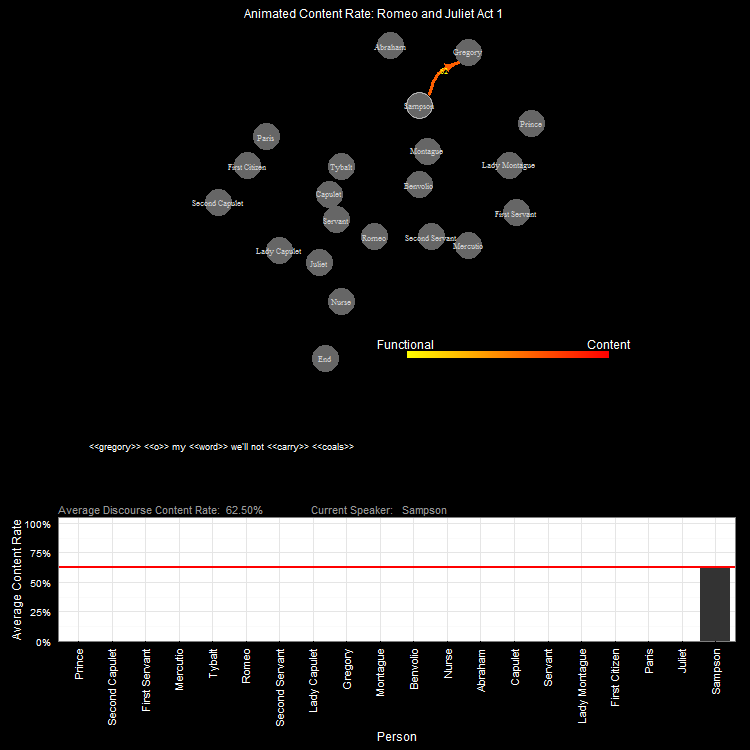 Animated Content Rate: Romeo and Juliet Act 1
Abraham
Gregory
Sampson
Prince
Paris
Montague
First Citizen
Tybalt
Lady Montague
Benvolio
Capulet
Second Capulet
First Servant
Servant
Romeo
Second Servant
Mercutio
Lady Capulet
Juliet
Nurse
Functional Content
End
<<gregory>> <<o>> my <<word>> we'll not <<carry>> <<coals>>
Average Discourse Content Rate: 62.50% Current Speaker: Sampson
Average Content Rate
100%
75%
50%
25%
0%
Prince
Second Capulet
First Servant
Mercutio
Tybalt
Romeo
Second Servant
Lady Capulet
Gregory
Montague
Benvolio
Nurse
Abraham
Capulet
Servant
Lady Montague
First Citizen
Paris
Juliet
Sampson
Person